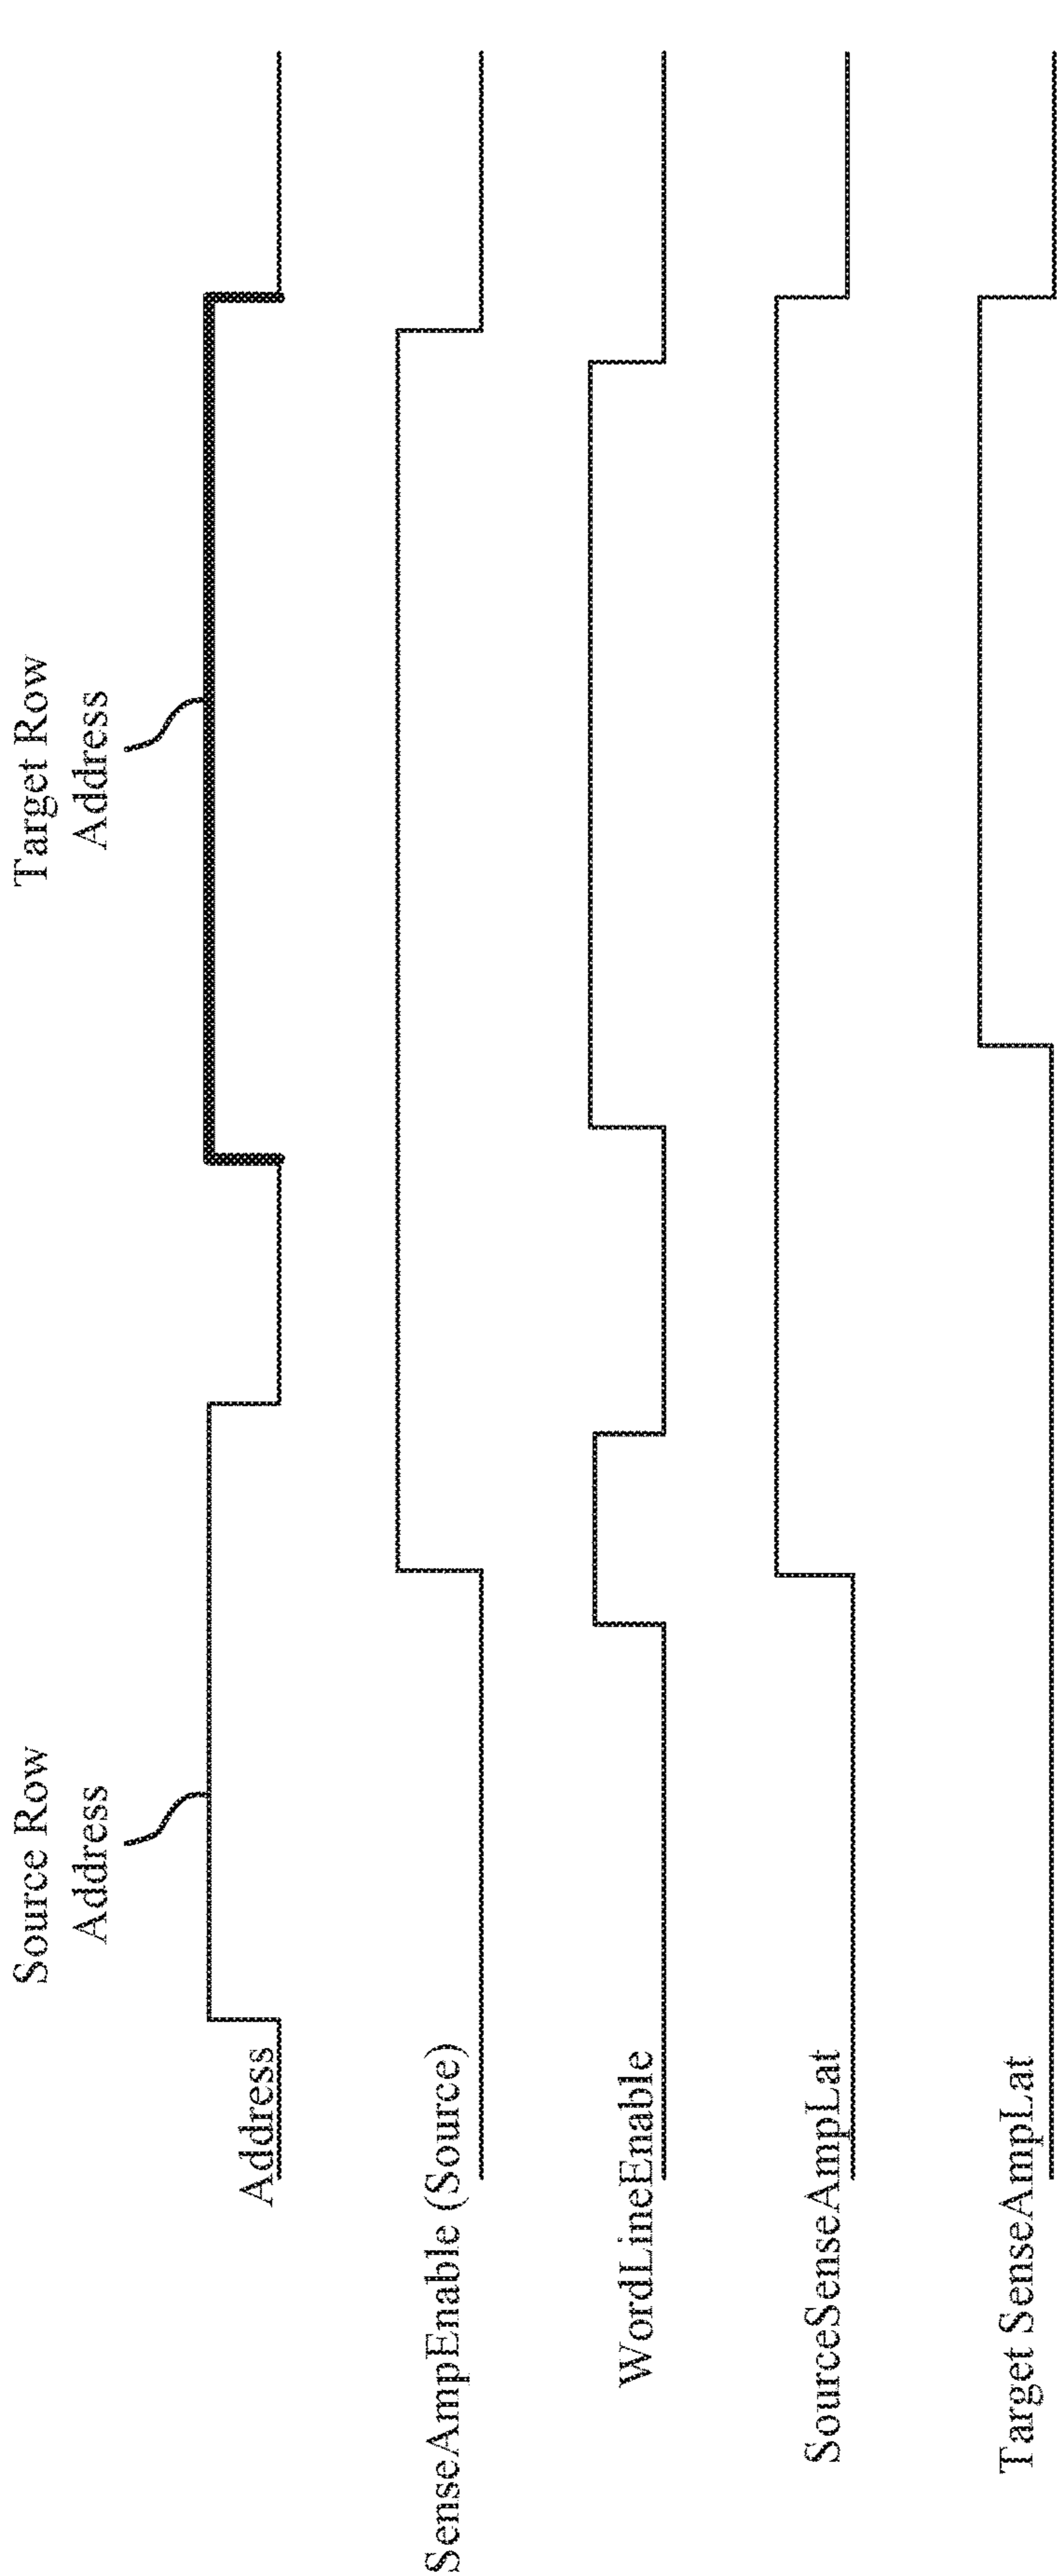 Source Row
Address
Target Row
Address
Address
SenseAmpEnable (Source)
WordLineEnable
SourceSenseAmpLat
Target SenseAmpLat